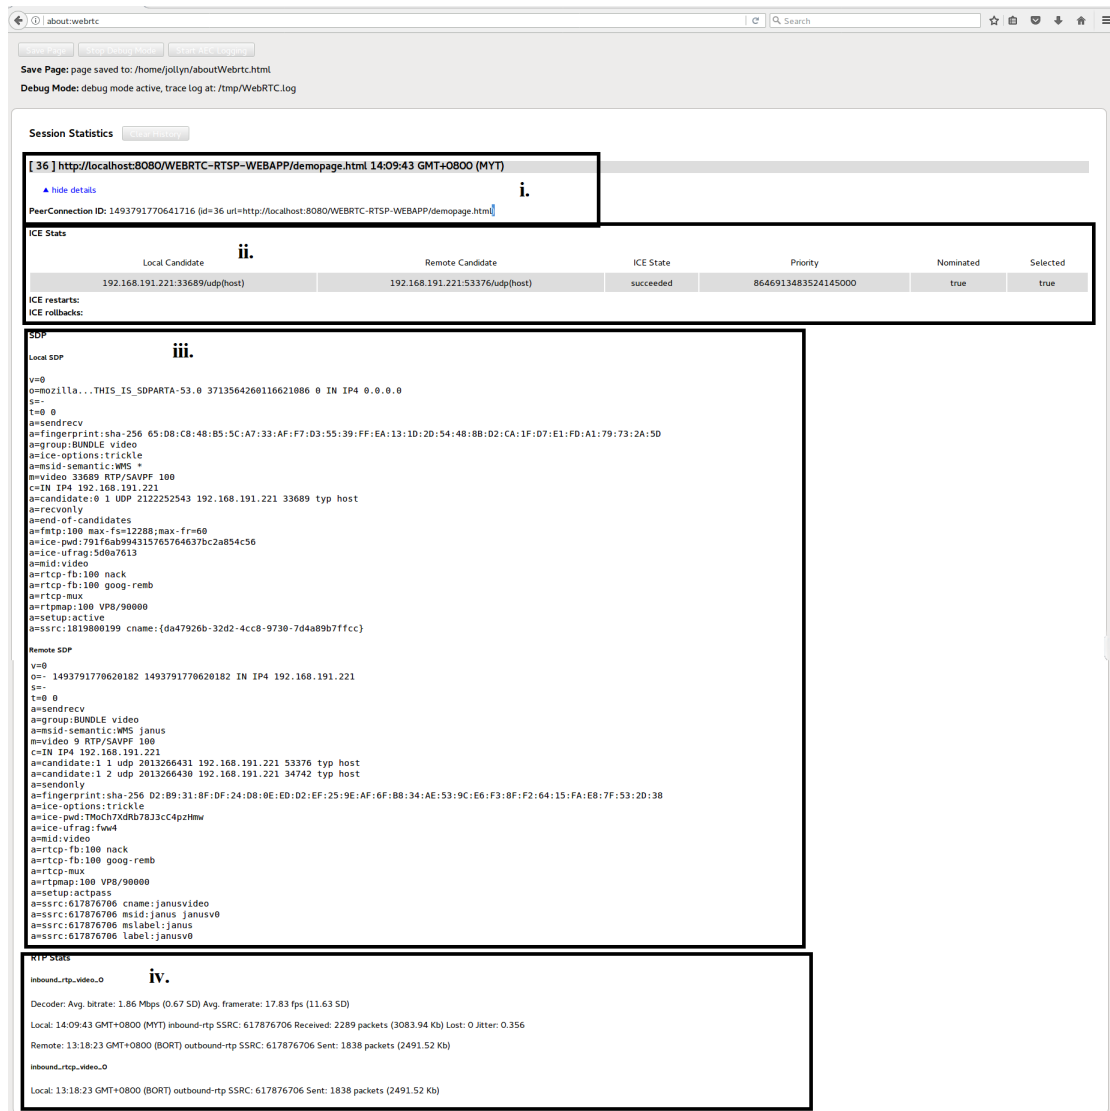 about:webrtc
Search
Save Page Stop Debug Mode Start AEC Logging
Save Page: page saved to: /home/jollyn/aboutWebrtc.html
Debug Mode: debug mode active, trace log at: /tmp/WebRTC.log
Session Statistics Clear History
[ 36 ] http://localhost:8080/WEBRTC-RTSP-WEBAPP/demopage.html 14:09:43 GMT+0800 (MYT)
▲ hide details
i.
PeerConnection ID: 1493791770641716 (id=36 url=http://localhost:8080/WEBRTC-RTSP-WEBAPP/demopage.html)
ICE Stats
ii.
Local Candidate Remote Candidate ICE State Priority Nominated Selected
192.168.191.221:33689/udp(host) 192.168.191.221:53376/udp(host) succeeded 8646913483524145000 true true
ICE restarts:
ICE rollbacks:
SDP
iii.
Local SDP
v=0
o=mozilla...THIS_IS_SDPARTA-53.0 3713564260116621086 0 IN IP4 0.0.0.0
s=-
t=0 0
a=sendrecv
a=fingerprint:sha-256 65:D8:C8:48:B5:5C:A7:33:AF:F7:D3:55:39:FF:EA:13:1D:2D:54:48:8B:D2:CA:1F:D7:E1:FD:A1:79:73:2A:5D
a=group:BUNDLE video
a=ice-options:trickle
a=msid-semantic:WMS *
m=video 33689 RTP/SAVPF 100
c=IN IP4 192.168.191.221
a=candidate:0 1 UDP 2122252543 192.168.191.221 33689 typ host
a=recvonly
a=end-of-candidates
a=fmtp:100 max-fs=12288;max-fr=60
a=ice-pwd:791f6ab994315765764637bc2a854c56
a=ice-ufrag:5d0a7613
a=mid:video
a=rtcp-fb:100 nack
a=rtcp-fb:100 goog-remb
a=rtcp-mux
a=rtpmap:100 VP8/90000
a=setup:active
a=ssrc:1819800199 cname:{da47926b-32d2-4cc8-9730-7d4a89b7ffcc}
Remote SDP
v=0
o=- 1493791770620182 1493791770620182 IN IP4 192.168.191.221
s=-
t=0 0
a=sendrecv
a=group:BUNDLE video
a=msid-semantic:WMS janus
m=video 9 RTP/SAVPF 100
c=IN IP4 192.168.191.221
a=candidate:1 1 udp 2013266431 192.168.191.221 53376 typ host
a=candidate:1 2 udp 2013266430 192.168.191.221 34742 typ host
a=sendonly
a=fingerprint:sha-256 D2:B9:31:8F:DF:24:D8:0E:ED:D2:EF:25:9E:AF:6F:B8:34:AE:53:9C:E6:F3:8F:F2:64:15:FA:E8:7F:53:2D:38
a=ice-options:trickle
a=ice-pwd:TMoCh7XdRb78J3cC4pzHmw
a=ice-ufrag:fww4
a=mid:video
a=rtcp-fb:100 nack
a=rtcp-fb:100 goog-remb
a=rtcp-mux
a=rtpmap:100 VP8/90000
a=setup:actpass
a=ssrc:617876706 cname:janusvideo
a=ssrc:617876706 msid:janus janusv0
a=ssrc:617876706 mslabel:janus
a=ssrc:617876706 label:janusv0
RTP Stats
iv.
inbound_rtp_video_0
Decoder: Avg. bitrate: 1.86 Mbps (0.67 SD) Avg. framerate: 17.83 fps (11.63 SD)
Local: 14:09:43 GMT+0800 (MYT) inbound-rtp SSRC: 617876706 Received: 2289 packets (3083.94 Kb) Lost: 0 Jitter: 0.356
Remote: 13:18:23 GMT+0800 (BORT) outbound-rtp SSRC: 617876706 Sent: 1838 packets (2491.52 Kb)
inbound_rtcp_video_0
Local: 13:18:23 GMT+0800 (BORT) outbound-rtp SSRC: 617876706 Sent: 1838 packets (2491.52 Kb)